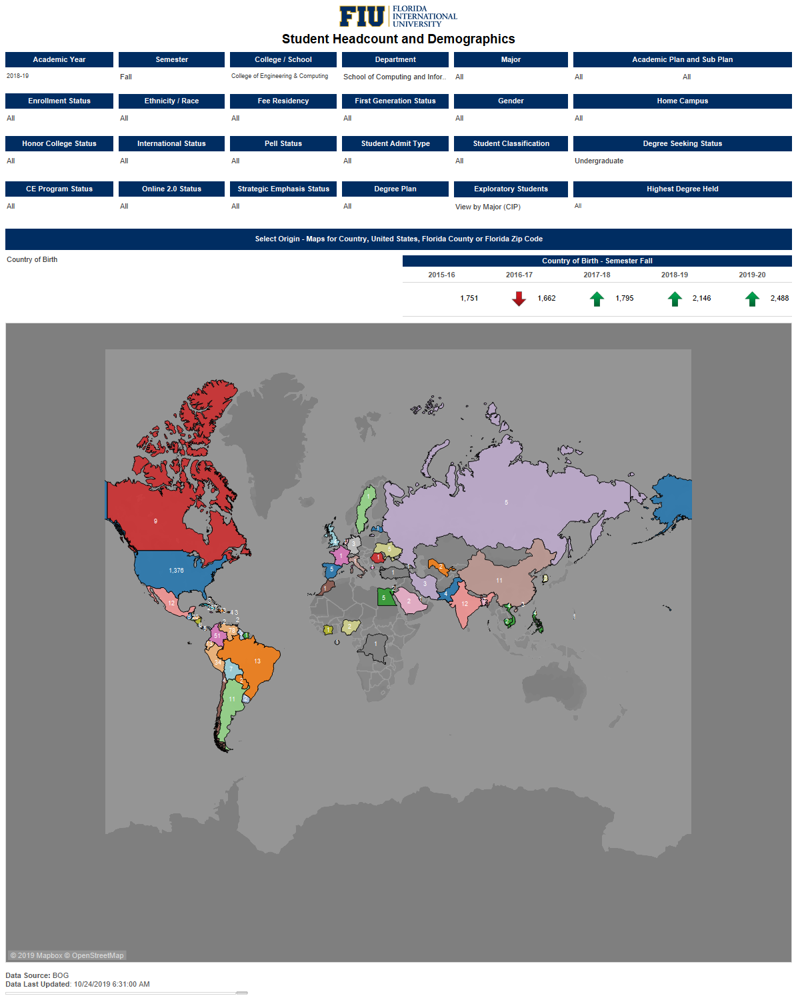 FIU FLORIDA
INTERNATIONAL
UNIVERSITY
Student Headcount and Demographics
Academic Year Semester College / School Department Major Academic Plan and Sub Plan
2018-19 Fall College of Engineering & Computing School of Computing and Infor.. All All All
Enrollment Status Ethnicity / Race Fee Residency First Generation Status Gender Home Campus
All All All All All All
Honor College Status International Status Pell Status Student Admit Type Student Classification Degree Seeking Status
All All All All All Undergraduate
CE Program Status Online 2.0 Status Strategic Emphasis Status Degree Plan Exploratory Students Highest Degree Held
All All All All View by Major (CIP) All
Select Origin - Maps for Country, United States, Florida County or Florida Zip Code
Country of Birth
Country of Birth - Semester Fall
2015-16 2016-17 2017-18 2018-19 2019-20
1,751 1,662 1,795 2,146 2,488
1
5
9
3
5
1
1
1,376
5
1
2
1
11
3
4
12
1
5
2
12
3
4 3
2
2
1
2
1
78
51
1
34
13
7
11
© 2019 Mapbox © OpenStreetMap
Data Source: BOG
Data Last Updated: 10/24/2019 6:31:00 AM